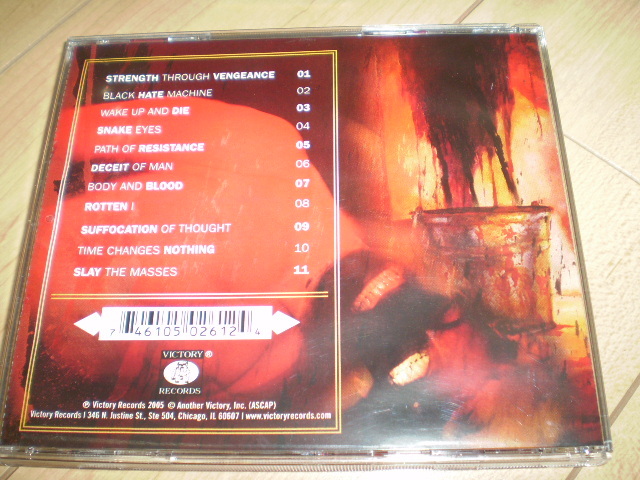 STRENGTH THROUGH VENGEANCE 01
BLACK HATE MACHINE 02
WAKE UP AND DIE 03
SNAKE EYES 04
PATH OF RESISTANCE 05
DECEIT OF MAN 06
BODY AND BLOOD 07
ROTTEN I 08
SUFFOCATION OF THOUGHT 09
TIME CHANGES NOTHING 10
SLAY THE MASSES 11
7 46105 02612 4
VICTORY ®
RECORDS
℗ Victory Records 2005 © Another Victory, Inc. (ASCAP)
Victory Records | 346 N. Justine St., Ste 504, Chicago, IL 60607 | www.victoryrecords.com